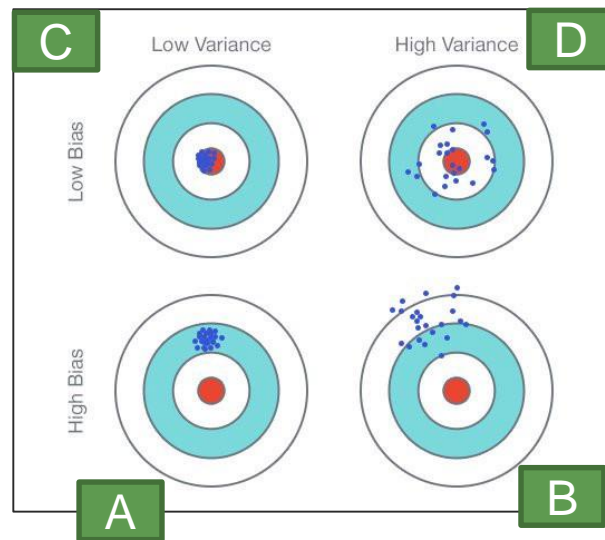 C
D
Low Variance
High Variance
Low Bias
High Bias
A
B